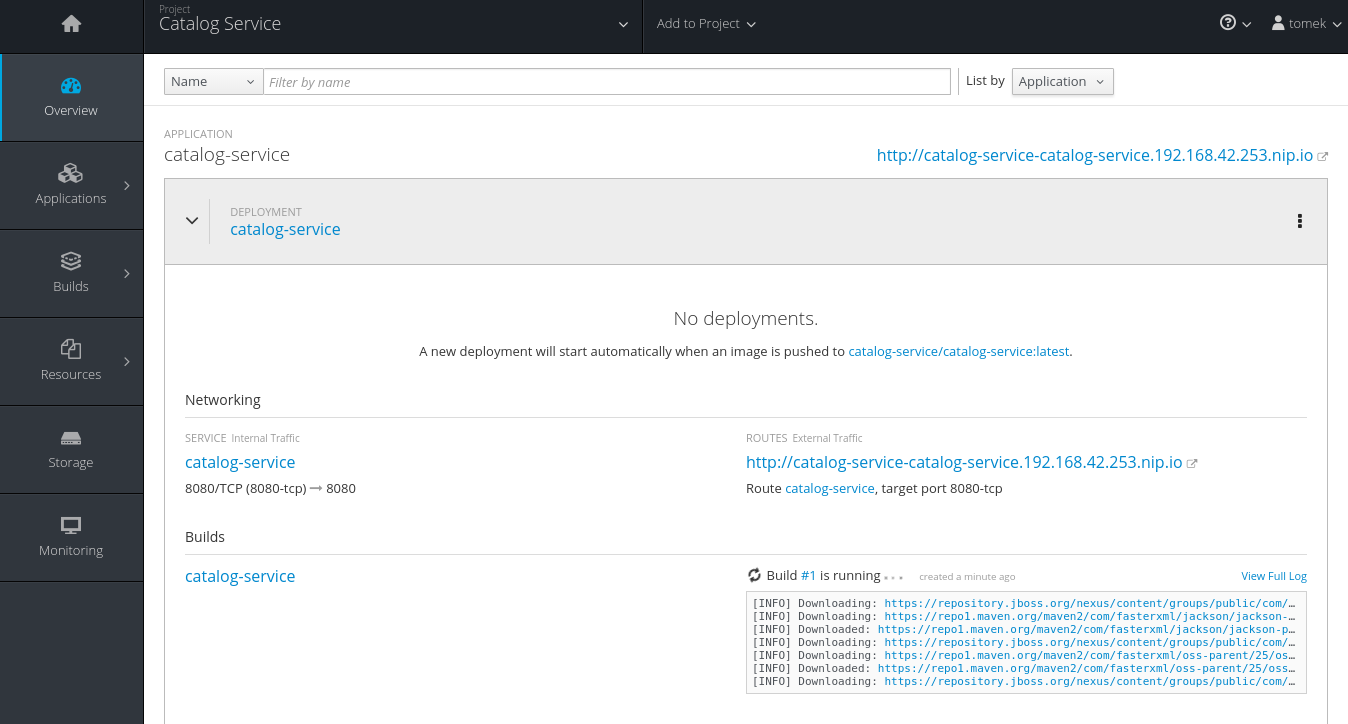 Project
Catalog Service
Add to Project
tomek
Overview
Applications
Builds
Resources
Storage
Monitoring
Name
Filter by name
List by
Application
APPLICATION
catalog-service
http://catalog-service-catalog-service.192.168.42.253.nip.io
DEPLOYMENT
catalog-service
No deployments.
A new deployment will start automatically when an image is pushed to catalog-service/catalog-service:latest.
Networking
SERVICE Internal Traffic
catalog-service
8080/TCP (8080-tcp) → 8080
ROUTES External Traffic
http://catalog-service-catalog-service.192.168.42.253.nip.io
Route catalog-service, target port 8080-tcp
Builds
catalog-service
Build #1 is running created a minute ago
View Full Log
[INFO] Downloading: https://repository.jboss.org/nexus/content/groups/public/com/…
[INFO] Downloading: https://repo1.maven.org/maven2/com/fasterxml/jackson/jackson-…
[INFO] Downloaded: https://repo1.maven.org/maven2/com/fasterxml/jackson/jackson-p…
[INFO] Downloading: https://repository.jboss.org/nexus/content/groups/public/com/…
[INFO] Downloading: https://repo1.maven.org/maven2/com/fasterxml/oss-parent/25/os…
[INFO] Downloaded: https://repo1.maven.org/maven2/com/fasterxml/oss-parent/25/oss…
[INFO] Downloading: https://repository.jboss.org/nexus/content/groups/public/com/…